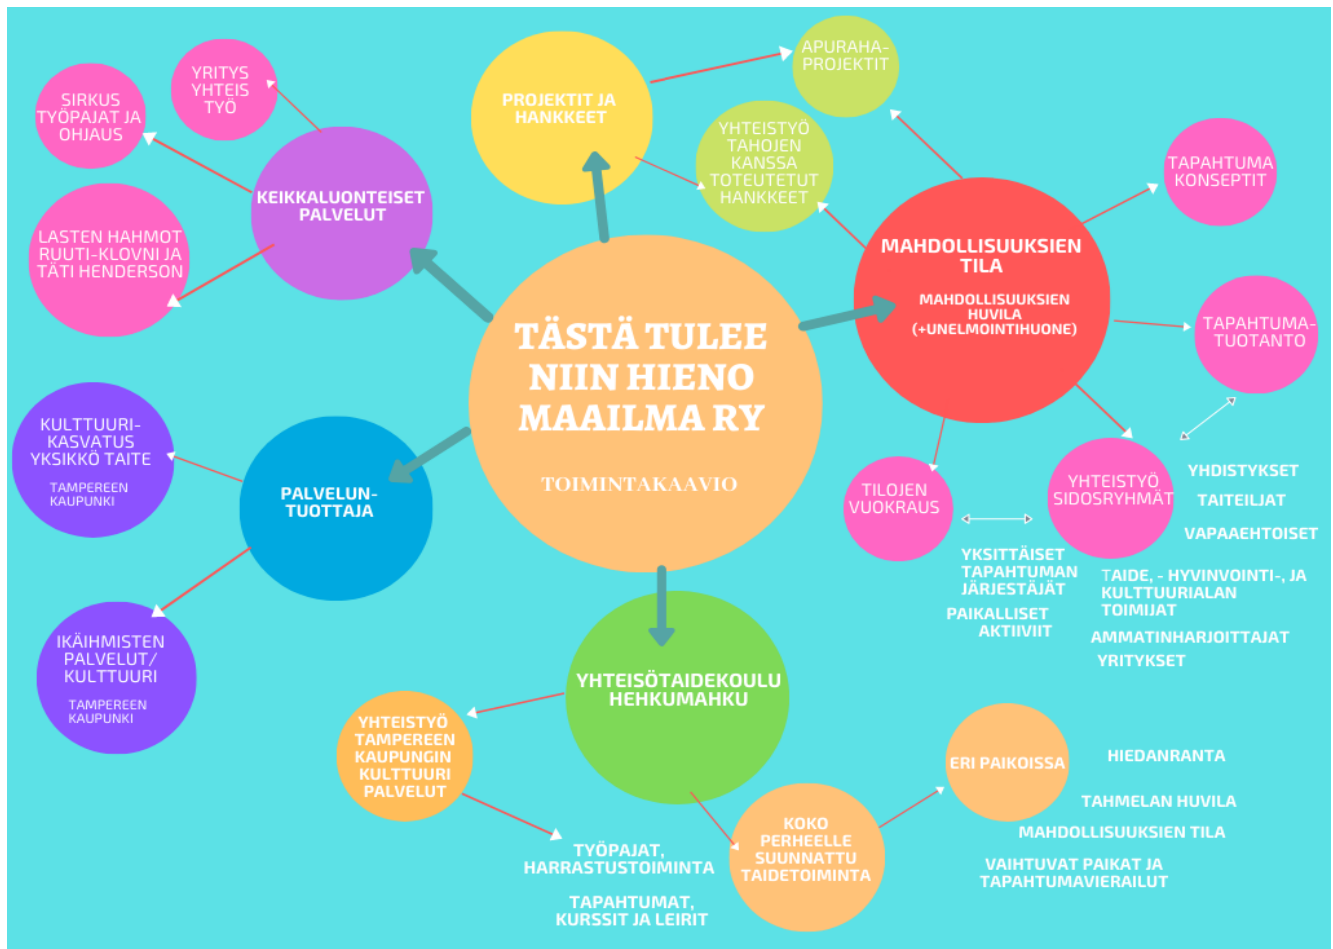 APURAHA-
PROJEKTIT
YRITYS
YHTEIS
TYÖ
SIRKUS
TYÖPAJAT JA
OHJAUS
PROJEKTIT JA
HANKKEET
YHTEISTYÖ
TAHOJEN
KANSSA
TOTEUTETUT
HANKKEET
TAPAHTUMA
KONSEPTIT
KEIKKALUONTEISET
PALVELUT
LASTEN HAHMOT
RUUTI-KLOVNI JA
TÄTI HENDERSON
MAHDOLLISUUKSIEN
TILA
MAHDOLLISUUKSIEN
HUVILA
(+UNELMOINTIHUONE)
TAPAHTUMA-
TUOTANTO
TÄSTÄ TULEE
NIIN HIENO
MAAILMA RY
TOIMINTAKAAVIO
KULTTUURI-
KASVATUS
YKSIKKÖ TAITE
TAMPEREEN
KAUPUNKI
PALVELUN-
TUOTTAJA
TILOJEN
VUOKRAUS
YHTEISTYÖ
SIDOSRYHMÄT
YHDISTYKSET
TAITEILJAT
VAPAAEHTOISET
YKSITTÄISET
TAPAHTUMAN
JÄRJESTÄJÄT
PAIKALLISET
AKTIIVIT
TAIDE, - HYVINVOINTI-, JA
KULTTUURIALAN
TOIMIJAT
AMMATINHARJOITTAJAT
YRITYKSET
IKÄIHMISTEN
PALVELUT/
KULTTUURI
TAMPEREEN
KAUPUNKI
YHTEISÖTAIDEKOULU
HEHKUMAHKU
YHTEISTYÖ
TAMPEREEN
KAUPUNGIN
KULTTUURI
PALVELUT
TYÖPAJAT,
HARRASTUSTOIMINTA
TAPAHTUMAT,
KURSSIT JA LEIRIT
KOKO
PERHEELLE
SUUNNATTU
TAIDETOIMINTA
ERI PAIKOISSA
HIEDANRANTA
TAHMELAN HUVILA
MAHDOLLISUUKSIEN TILA
VAIHTUVAT PAIKAT JA
TAPAHTUMAVIERAILUT